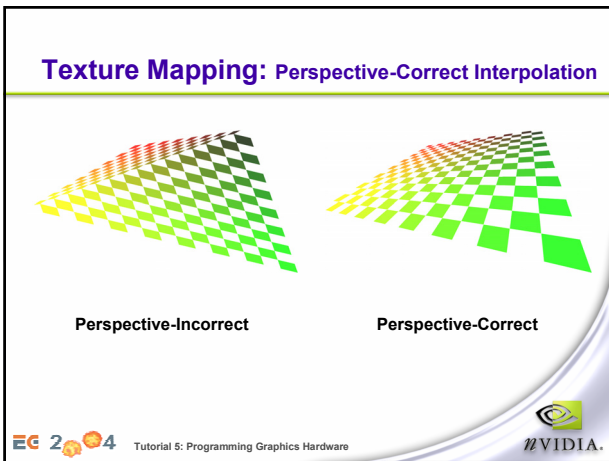 Texture Mapping: Perspective-Correct Interpolation
Perspective-Incorrect
Perspective-Correct
EG 2004 Tutorial 5: Programming Graphics Hardware
nVIDIA.